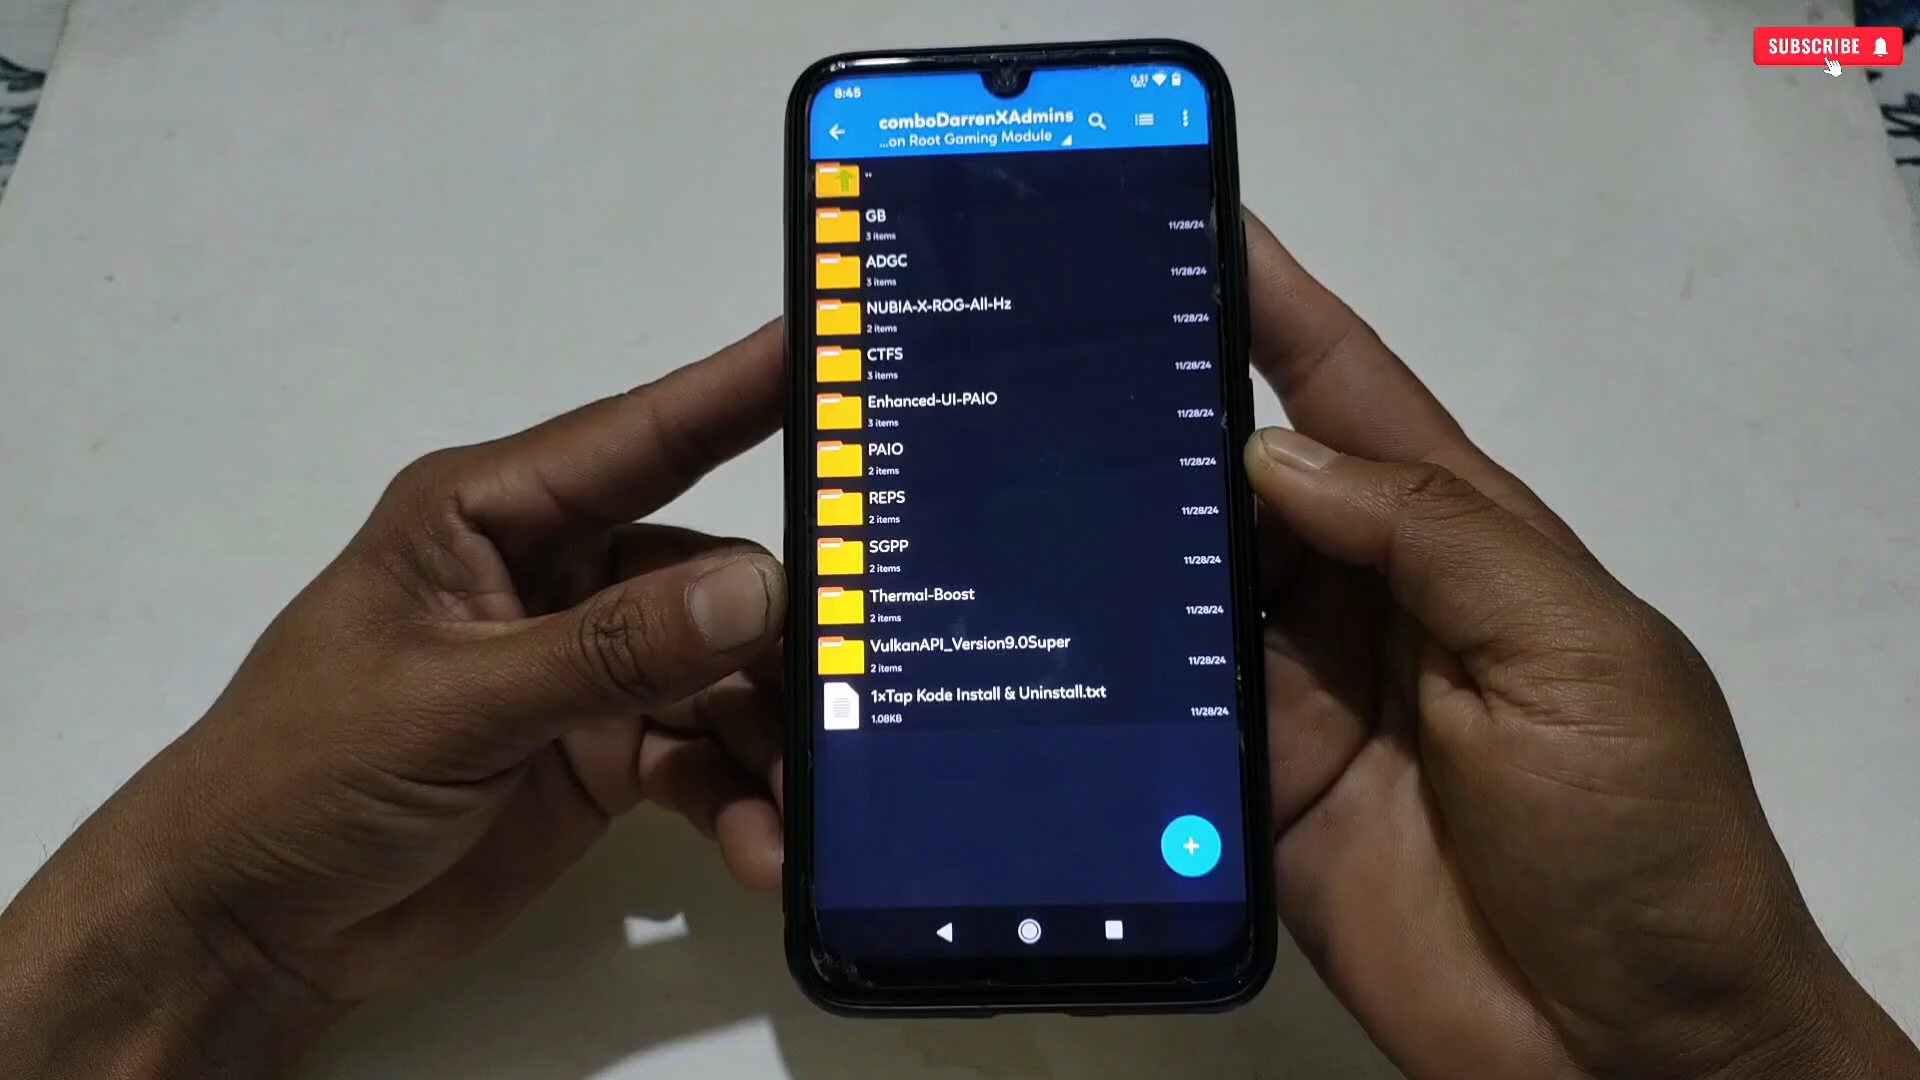 SUBSCRIBE
8:45
0.51
comboDarrenXAdmins
...on Root Gaming Module
..
GB
3 items
11/28/24
ADGC
3 items
11/28/24
NUBIA-X-ROG-All-Hz
2 items
11/28/24
CTFS
3 items
11/28/24
Enhanced-UI-PAIO
3 items
11/28/24
PAIO
2 items
11/28/24
REPS
2 items
11/28/24
SGPP
2 items
11/28/24
Thermal-Boost
2 items
11/28/24
VulkanAPI_Version9.0Super
2 items
11/28/24
1×Tap Kode Install & Uninstall.txt
1.08KB
11/28/24